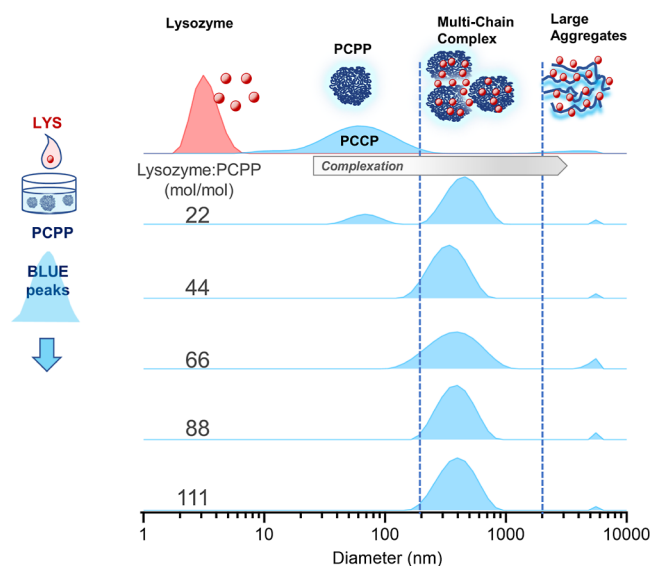 Lysozyme
PCPP
Multi-Chain
Complex
Large
Aggregates
LYS
PCPP
BLUE
peaks
PCCP
Complexation
Lysozyme:PCPP
(mol/mol)
22
44
66
88
111
1 10 100 1000 10000
Diameter (nm)